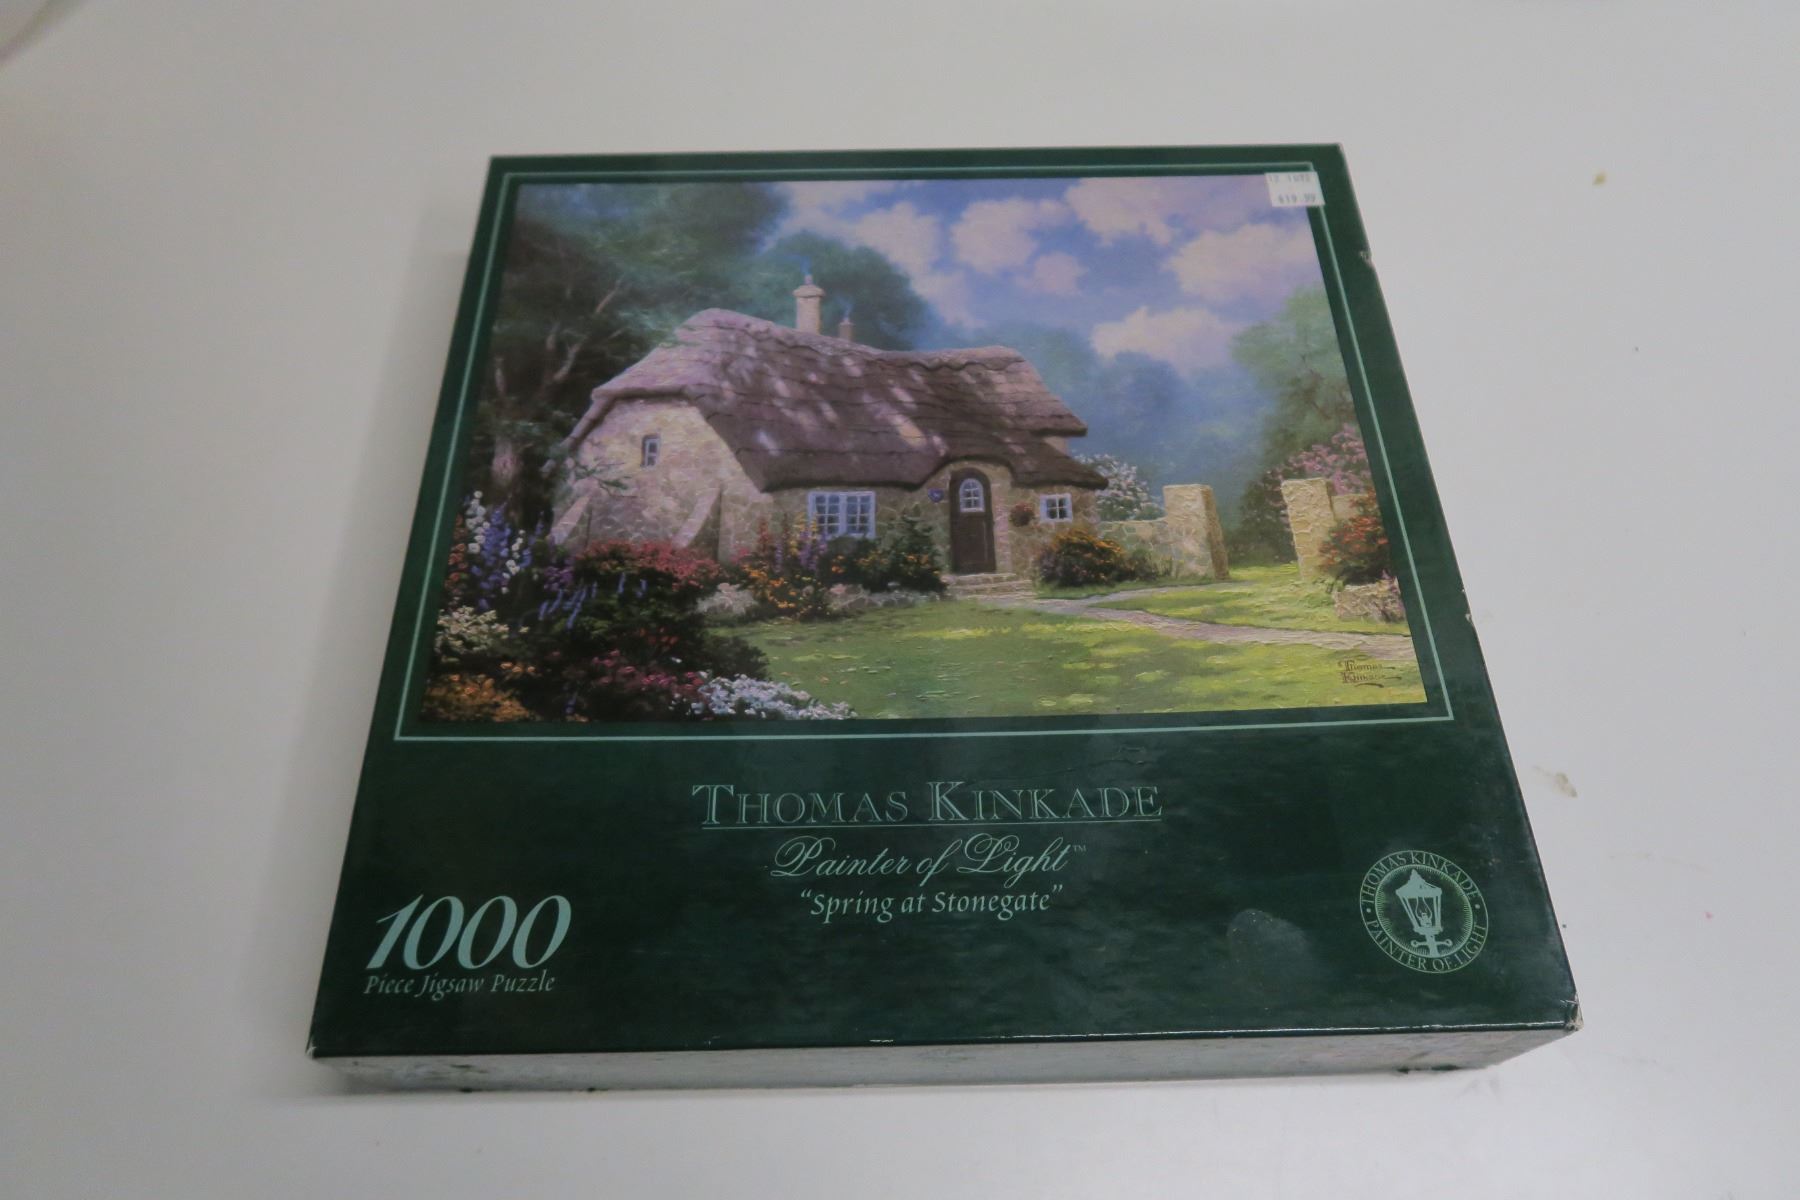 $19.99
Thomas
Kinkade
THOMAS KINKADE
Painter of Light™
"Spring at Stonegate"
1000
Piece Jigsaw Puzzle
• THOMAS KINKADE •
PAINTER OF LIGHT